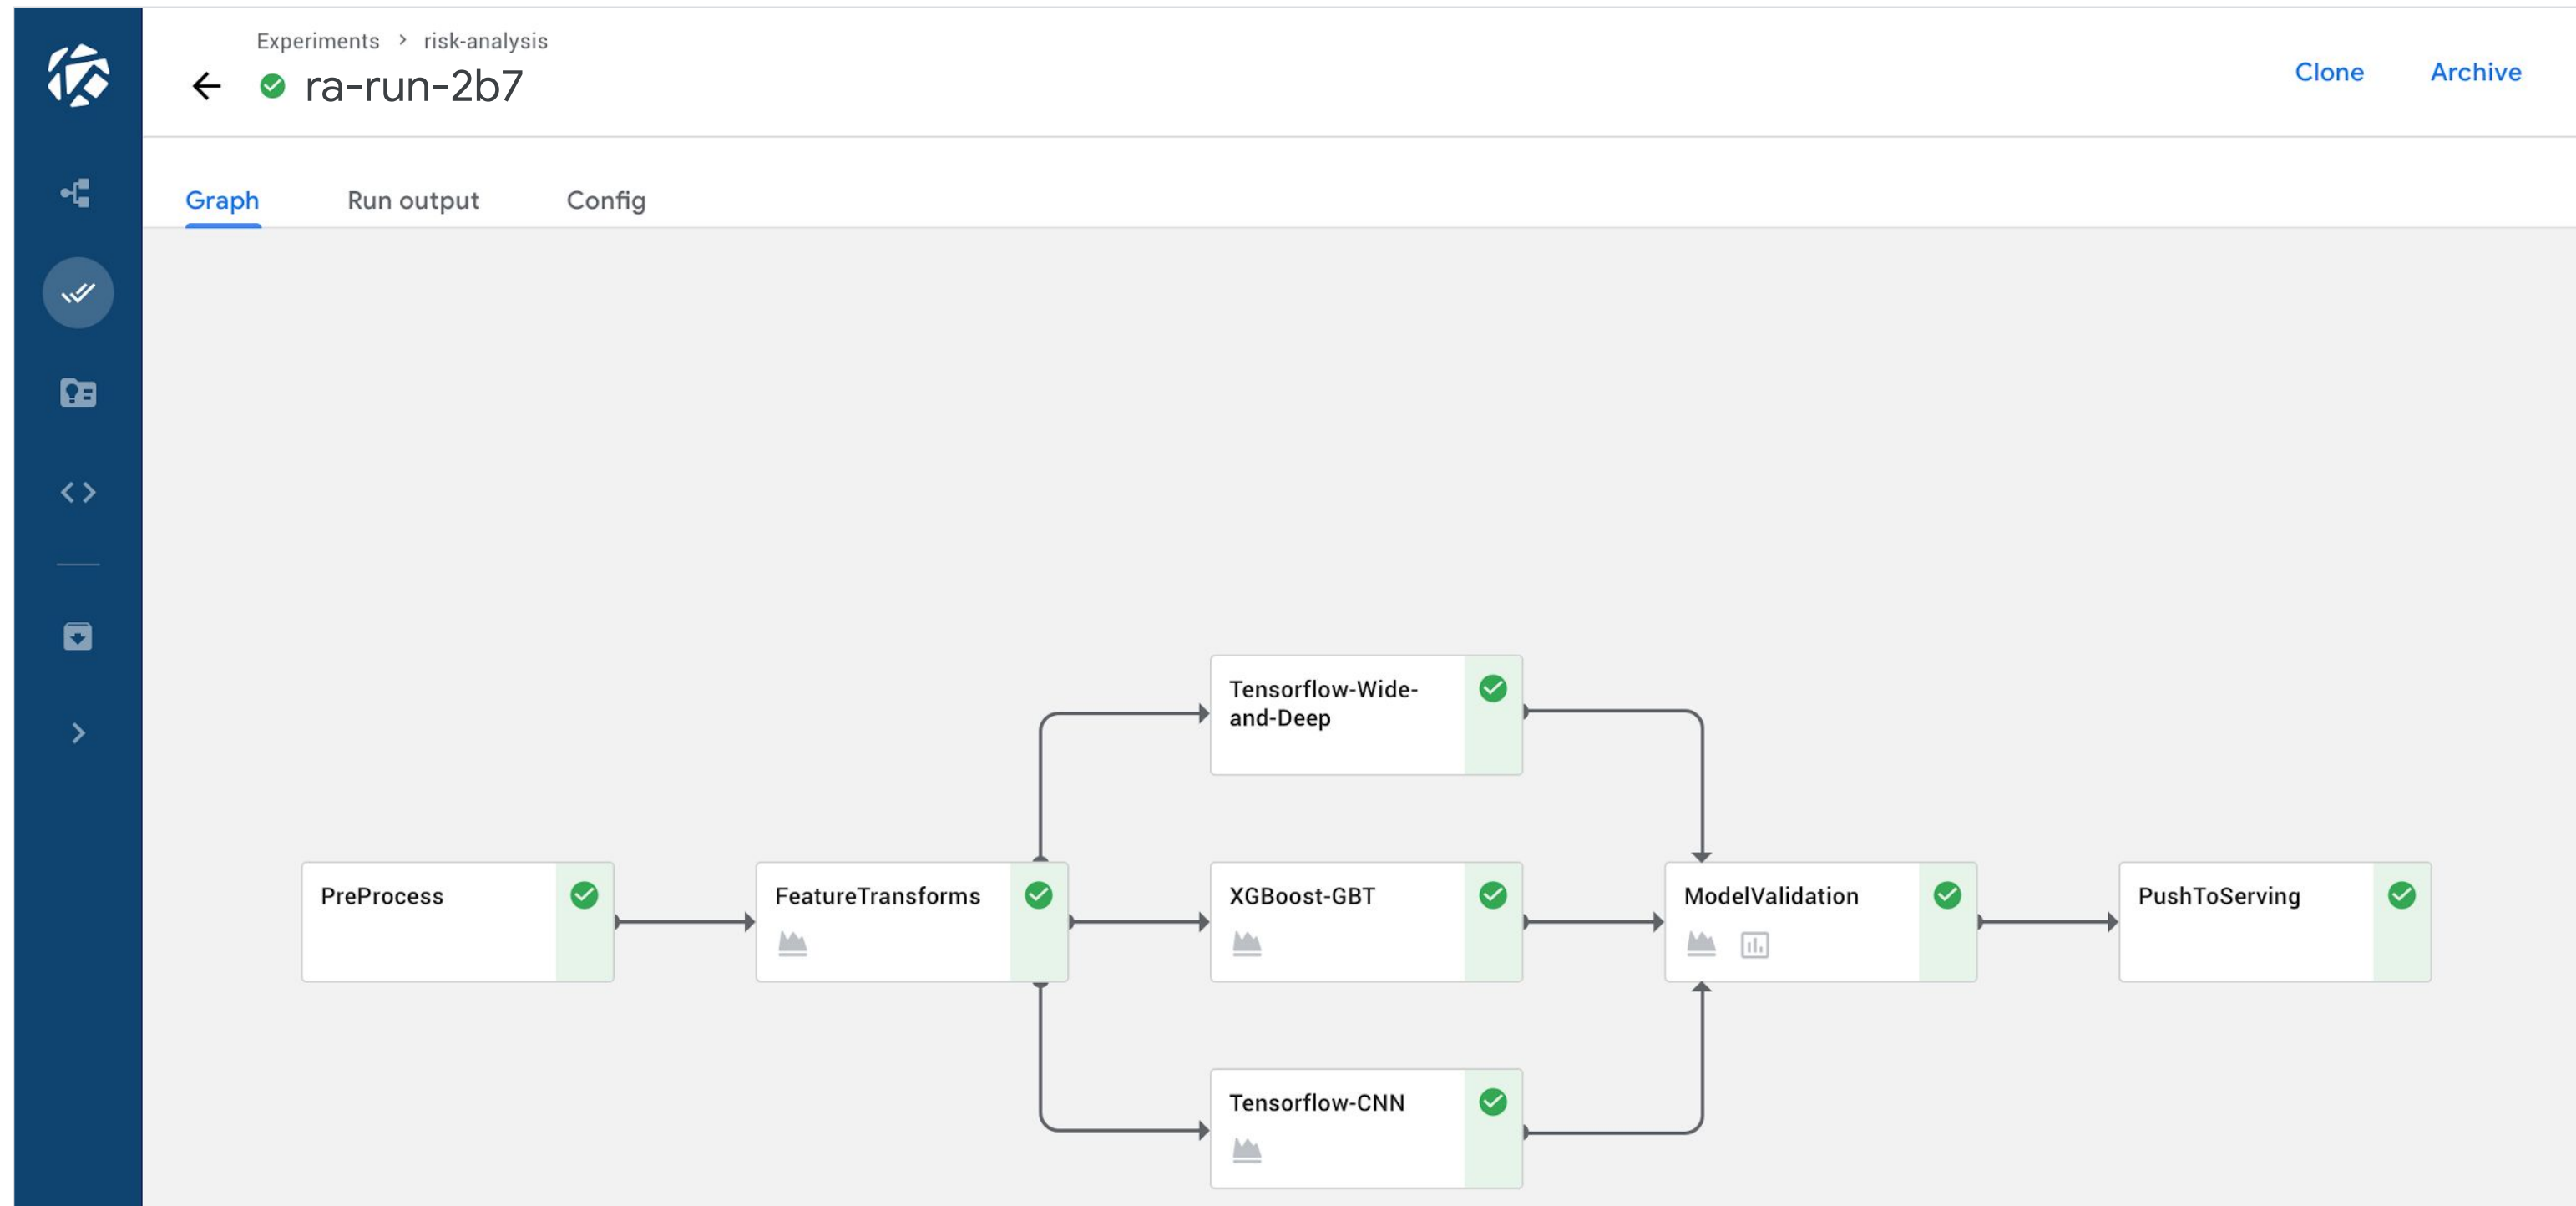 Experiments > risk-analysis
ra-run-2b7
Clone
Archive
Graph
Run output
Config
Tensorflow-Wide-
and-Deep
PreProcess
FeatureTransforms
XGBoost-GBT
ModelValidation
PushToServing
Tensorflow-CNN